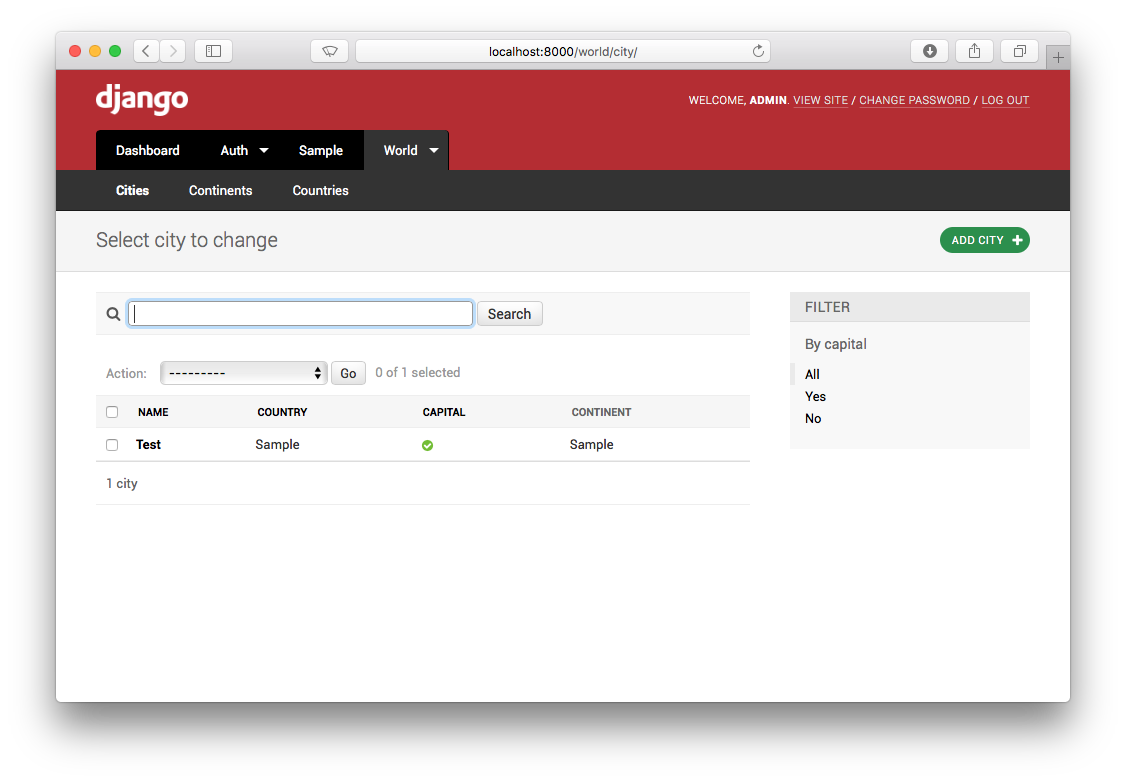 localhost:8000/world/city/
django
WELCOME, ADMIN. VIEW SITE / CHANGE PASSWORD / LOG OUT
Dashboard Auth Sample World
Cities Continents Countries
Select city to change
ADD CITY
Search
FILTER
By capital
All
Yes
No
Action: --------- Go 0 of 1 selected
NAME COUNTRY CAPITAL CONTINENT
Test Sample Sample
1 city